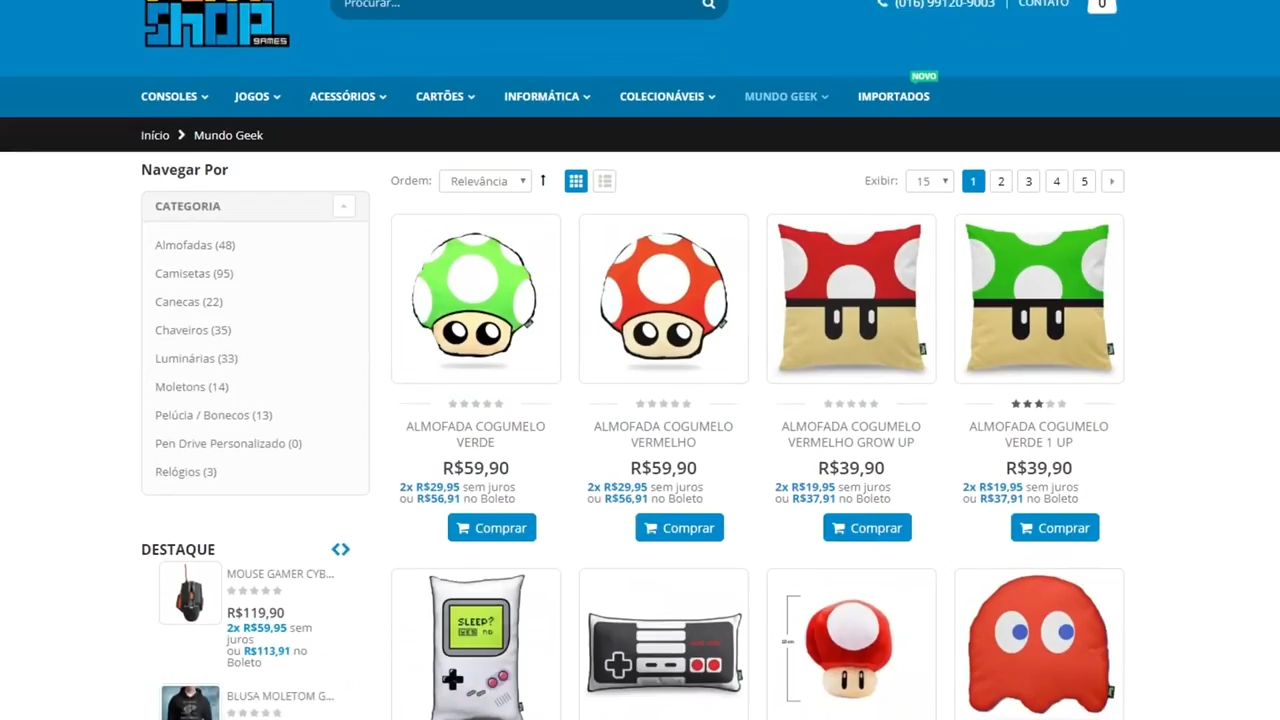 Procurar...
(016) 99120-9003 | CONTATO
0
SHOP
GAMES
NOVO
CONSOLES JOGOS ACESSÓRIOS CARTÕES INFORMÁTICA COLECIONÁVEIS MUNDO GEEK IMPORTADOS
Início Mundo Geek
Navegar Por
CATEGORIA
Almofadas (48)
Camisetas (95)
Canecas (22)
Chaveiros (35)
Luminárias (33)
Moletons (14)
Pelúcia / Bonecos (13)
Pen Drive Personalizado (0)
Relógios (3)
DESTAQUE
MOUSE GAMER CYB...
R$119,90
2x R$59,95 sem
juros
ou R$113,91 no
Boleto
BLUSA MOLETOM G...
Ordem: Relevância
Exibir: 15 1 2 3 4 5
ALMOFADA COGUMELO
VERDE
R$59,90
2x R$29,95 sem juros
ou R$56,91 no Boleto
Comprar
ALMOFADA COGUMELO
VERMELHO
R$59,90
2x R$29,95 sem juros
ou R$56,91 no Boleto
Comprar
ALMOFADA COGUMELO
VERMELHO GROW UP
R$39,90
2x R$19,95 sem juros
ou R$37,91 no Boleto
Comprar
ALMOFADA COGUMELO
VERDE 1 UP
R$39,90
2x R$19,95 sem juros
ou R$37,91 no Boleto
Comprar
SLEEP?
YES no